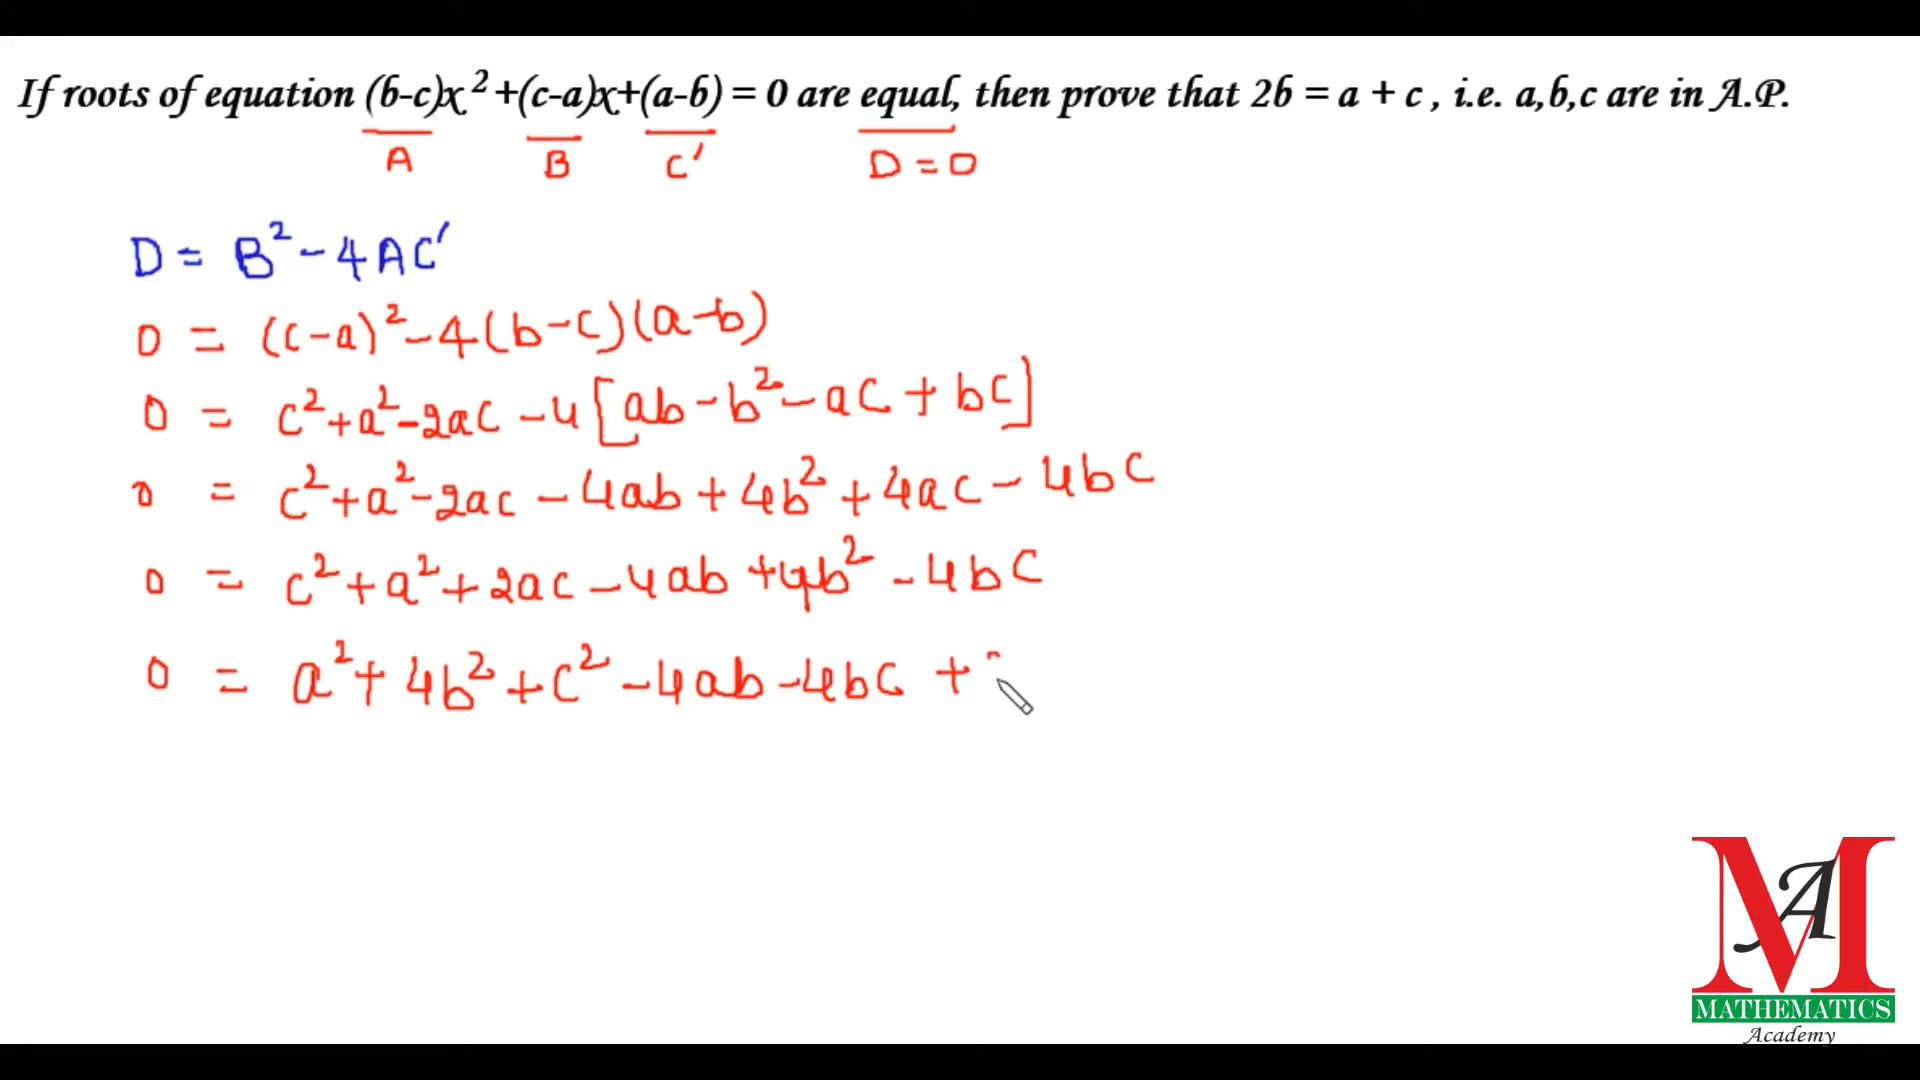 If roots of equation (b-c)x²+(c-a)x+(a-b) = 0 are equal, then prove that 2b = a + c , i.e. a,b,c are in A.P.
A B C' D = 0
D = B² - 4AC'
0 = (c-a)² - 4(b-c)(a-b)
0 = c² + a² - 2ac - 4[ab - b² - ac + bc]
0 = c² + a² - 2ac - 4ab + 4b² + 4ac - 4bc
0 = c² + a² + 2ac - 4ab + 4b² - 4bc
0 = a² + 4b² + c² - 4ab - 4bc +
MA
MATHEMATICS
Academy